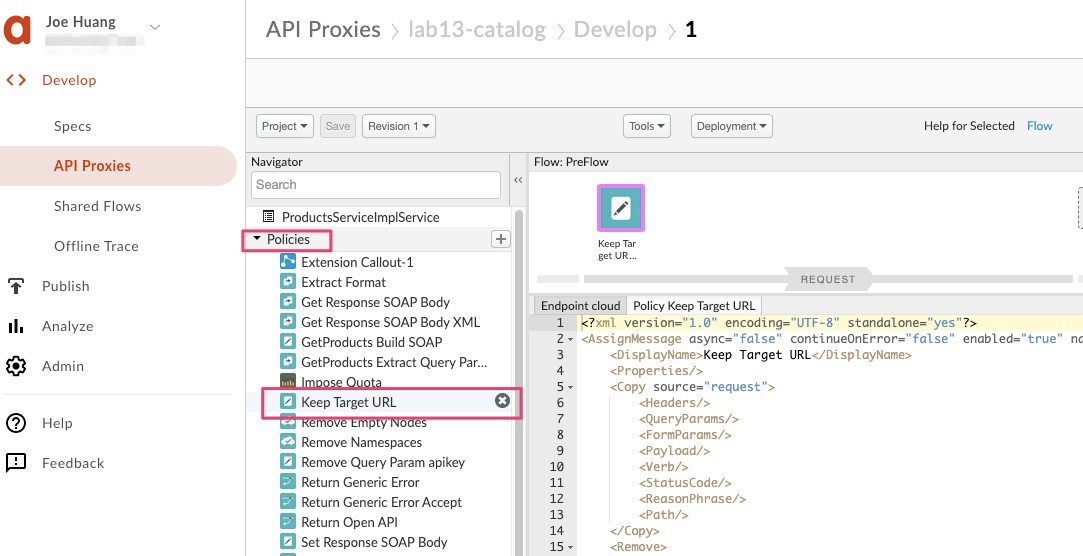 Joe Huang
Develop
Specs
API Proxies
Shared Flows
Offline Trace
Publish
Analyze
Admin
Help
Feedback
API Proxies > lab13-catalog > Develop > 1
Project Save Revision 1 Tools Deployment Help for Selected Flow
Navigator
Search
ProductsServiceImplService
Policies
Extension Callout-1
Extract Format
Get Response SOAP Body
Get Response SOAP Body XML
GetProducts Build SOAP
GetProducts Extract Query Par...
Impose Quota
Keep Target URL
Remove Empty Nodes
Remove Namespaces
Remove Query Param apikey
Return Generic Error
Return Generic Error Accept
Return Open API
Set Response SOAP Body
Flow: PreFlow
Keep Tar
get UR...
REQUEST
Endpoint cloud Policy Keep Target URL
1 <?xml version="1.0" encoding="UTF-8" standalone="yes"?>
2 <AssignMessage async="false" continueOnError="false" enabled="true" na
3 <DisplayName>Keep Target URL</DisplayName>
4 <Properties/>
5 <Copy source="request">
6 <Headers/>
7 <QueryParams/>
8 <FormParams/>
9 <Payload/>
10 <Verb/>
11 <StatusCode/>
12 <ReasonPhrase/>
13 <Path/>
14 </Copy>
15 <Remove>